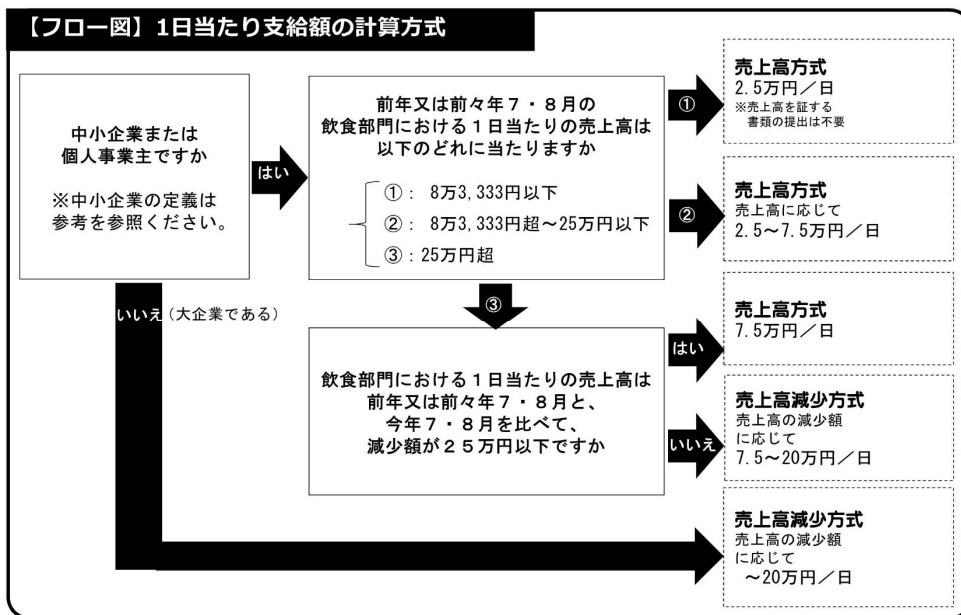 【フロー図】1日当たり支給額の計算方式
中小企業または
個人事業主ですか
※中小企業の定義は
参考を参照ください。
はい
前年又は前々年7・8月の
飲食部門における1日当たりの売上高は
以下のどれに当たりますか
①：8万3,333円以下
②：8万3,333円超～25万円以下
③：25万円超
①
売上高方式
2.5万円／日
※売上高を証する
書類の提出は不要
②
売上高方式
売上高に応じて
2.5～7.5万円／日
③
いいえ（大企業である）
飲食部門における1日当たりの売上高は
前年又は前々年7・8月と、
今年7・8月を比べて、
減少額が25万円以下ですか
はい
売上高方式
7.5万円／日
いいえ
売上高減少方式
売上高の減少額
に応じて
7.5～20万円／日
売上高減少方式
売上高の減少額
に応じて
～20万円／日